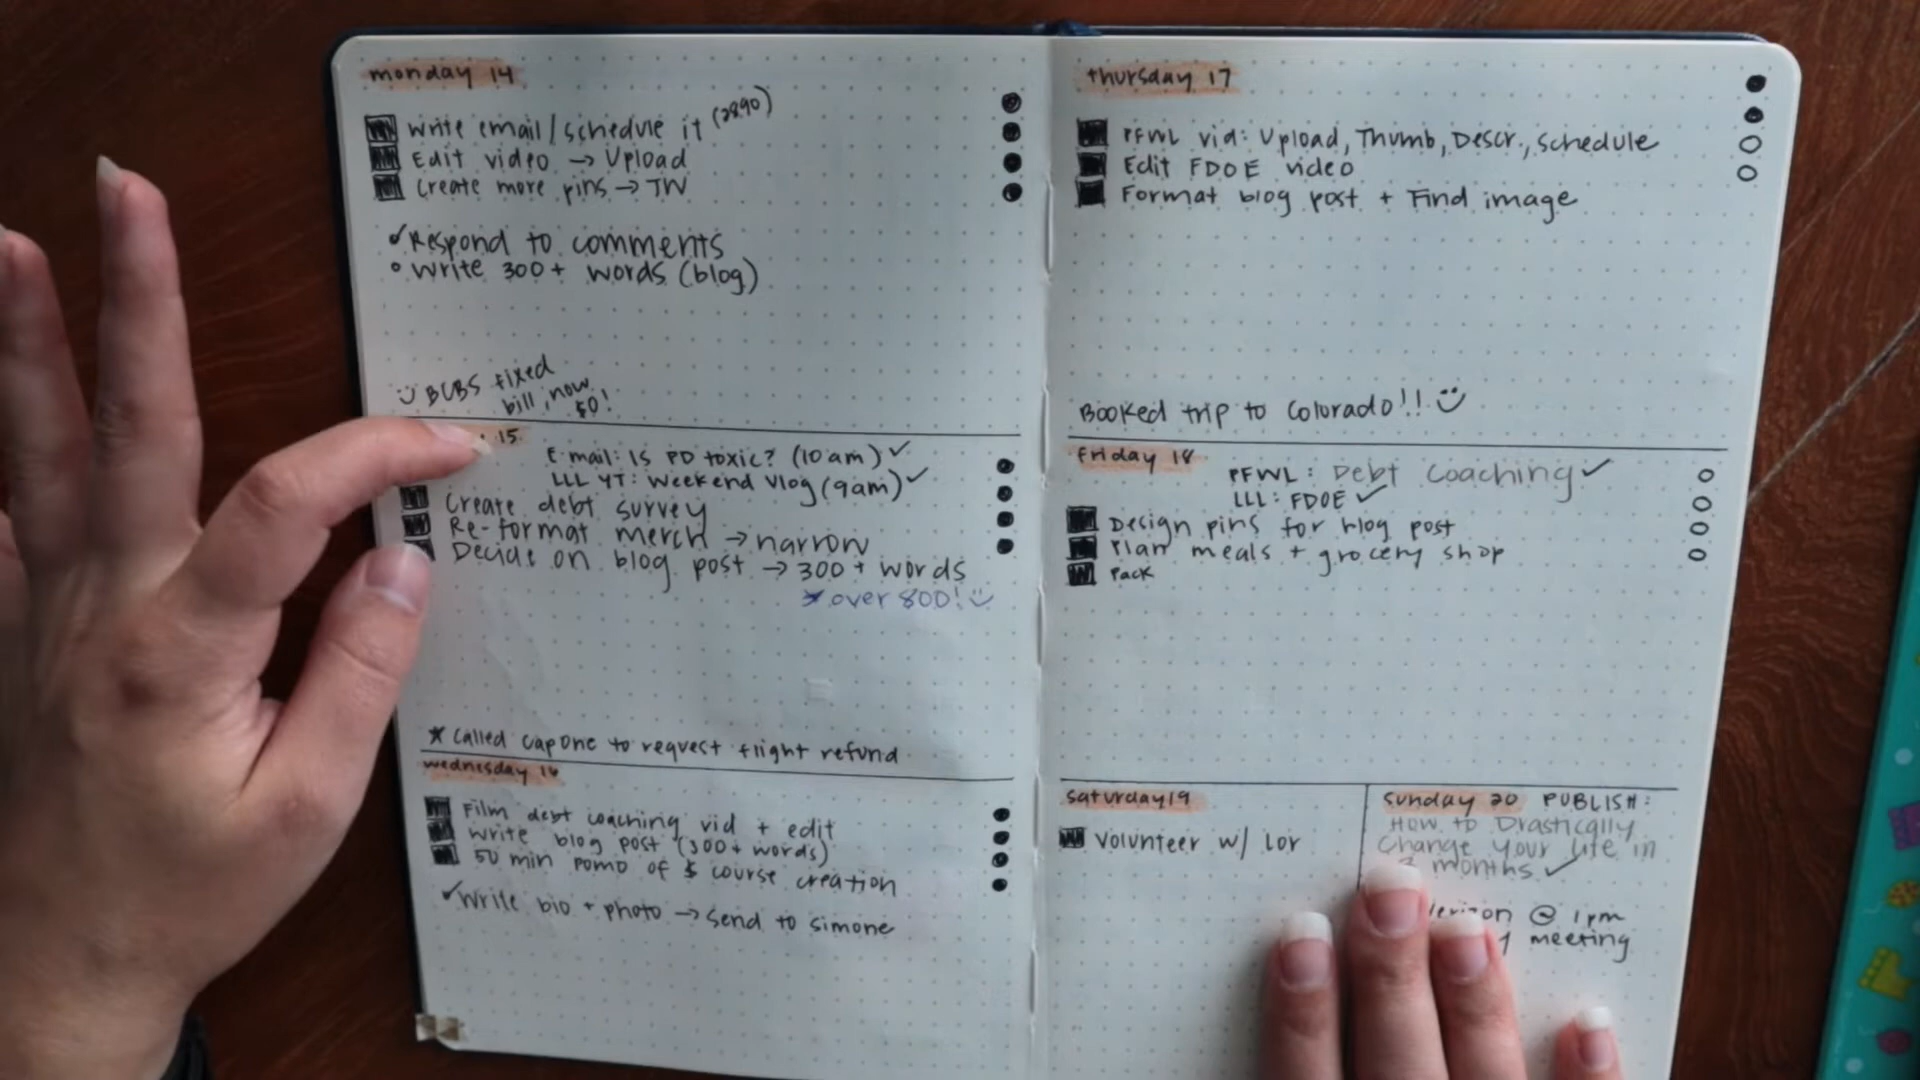 monday 14
Write email/schedule it (2890)
Edit video → Upload
Create more pins → TW
✓Respond to comments
• Write 300+ words (blog)
BCBS fixed
bill, now
$0!
15
E-mail: Is PD toxic? (10am) ✓
LLL YT: Weekend Vlog (9am) ✓
Create debt survey
Re-format merch → narrow
Decide on blog post → 300+ words
★ over 800! :)
★ Called CapOne to request flight refund
wednesday 16
Film debt coaching vid + edit
Write blog post (300+ words)
50 min pomo of $ course creation
✓Write bio + photo → send to Simone
thursday 17
PFWL vid: Upload, Thumb, Descr., Schedule
Edit FDOE video
Format blog post + Find image
Booked trip to Colorado!! :)
Friday 18
PFWL: Debt Coaching ✓
LLL: FDOE ✓
Design pins for blog post
Plan meals + grocery shop
Pack
Saturday 19
Volunteer w/ Lor
Sunday 20 PUBLISH:
How to Drastically
Change Your Life in
3 months ✓
Verizon @ 1pm
meeting